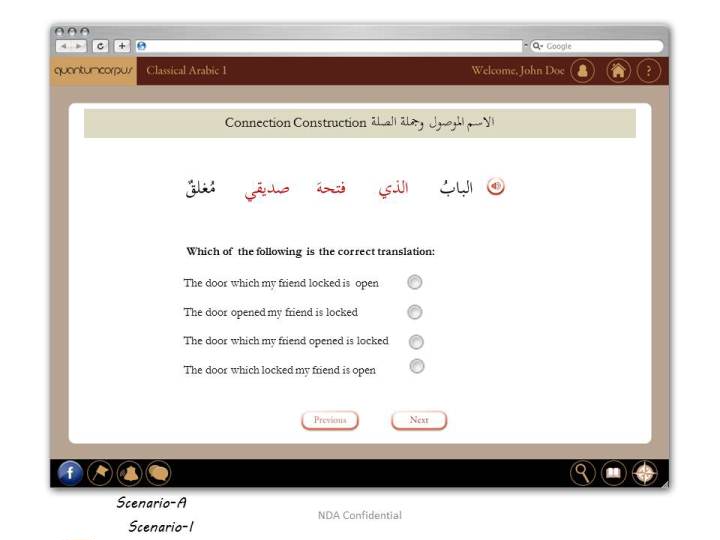 Google
quantumcorpus Classical Arabic 1 Welcome, John Doe ?
Connection Construction الاسم الموصول وجملة الصلة
البابُ الذي فتحهَ صديقي مُغلقٌ
Which of the following is the correct translation:
The door which my friend locked is open
The door opened my friend is locked
The door which my friend opened is locked
The door which locked my friend is open
Previous Next
f
Scenario-A
NDA Confidential
Scenario-1